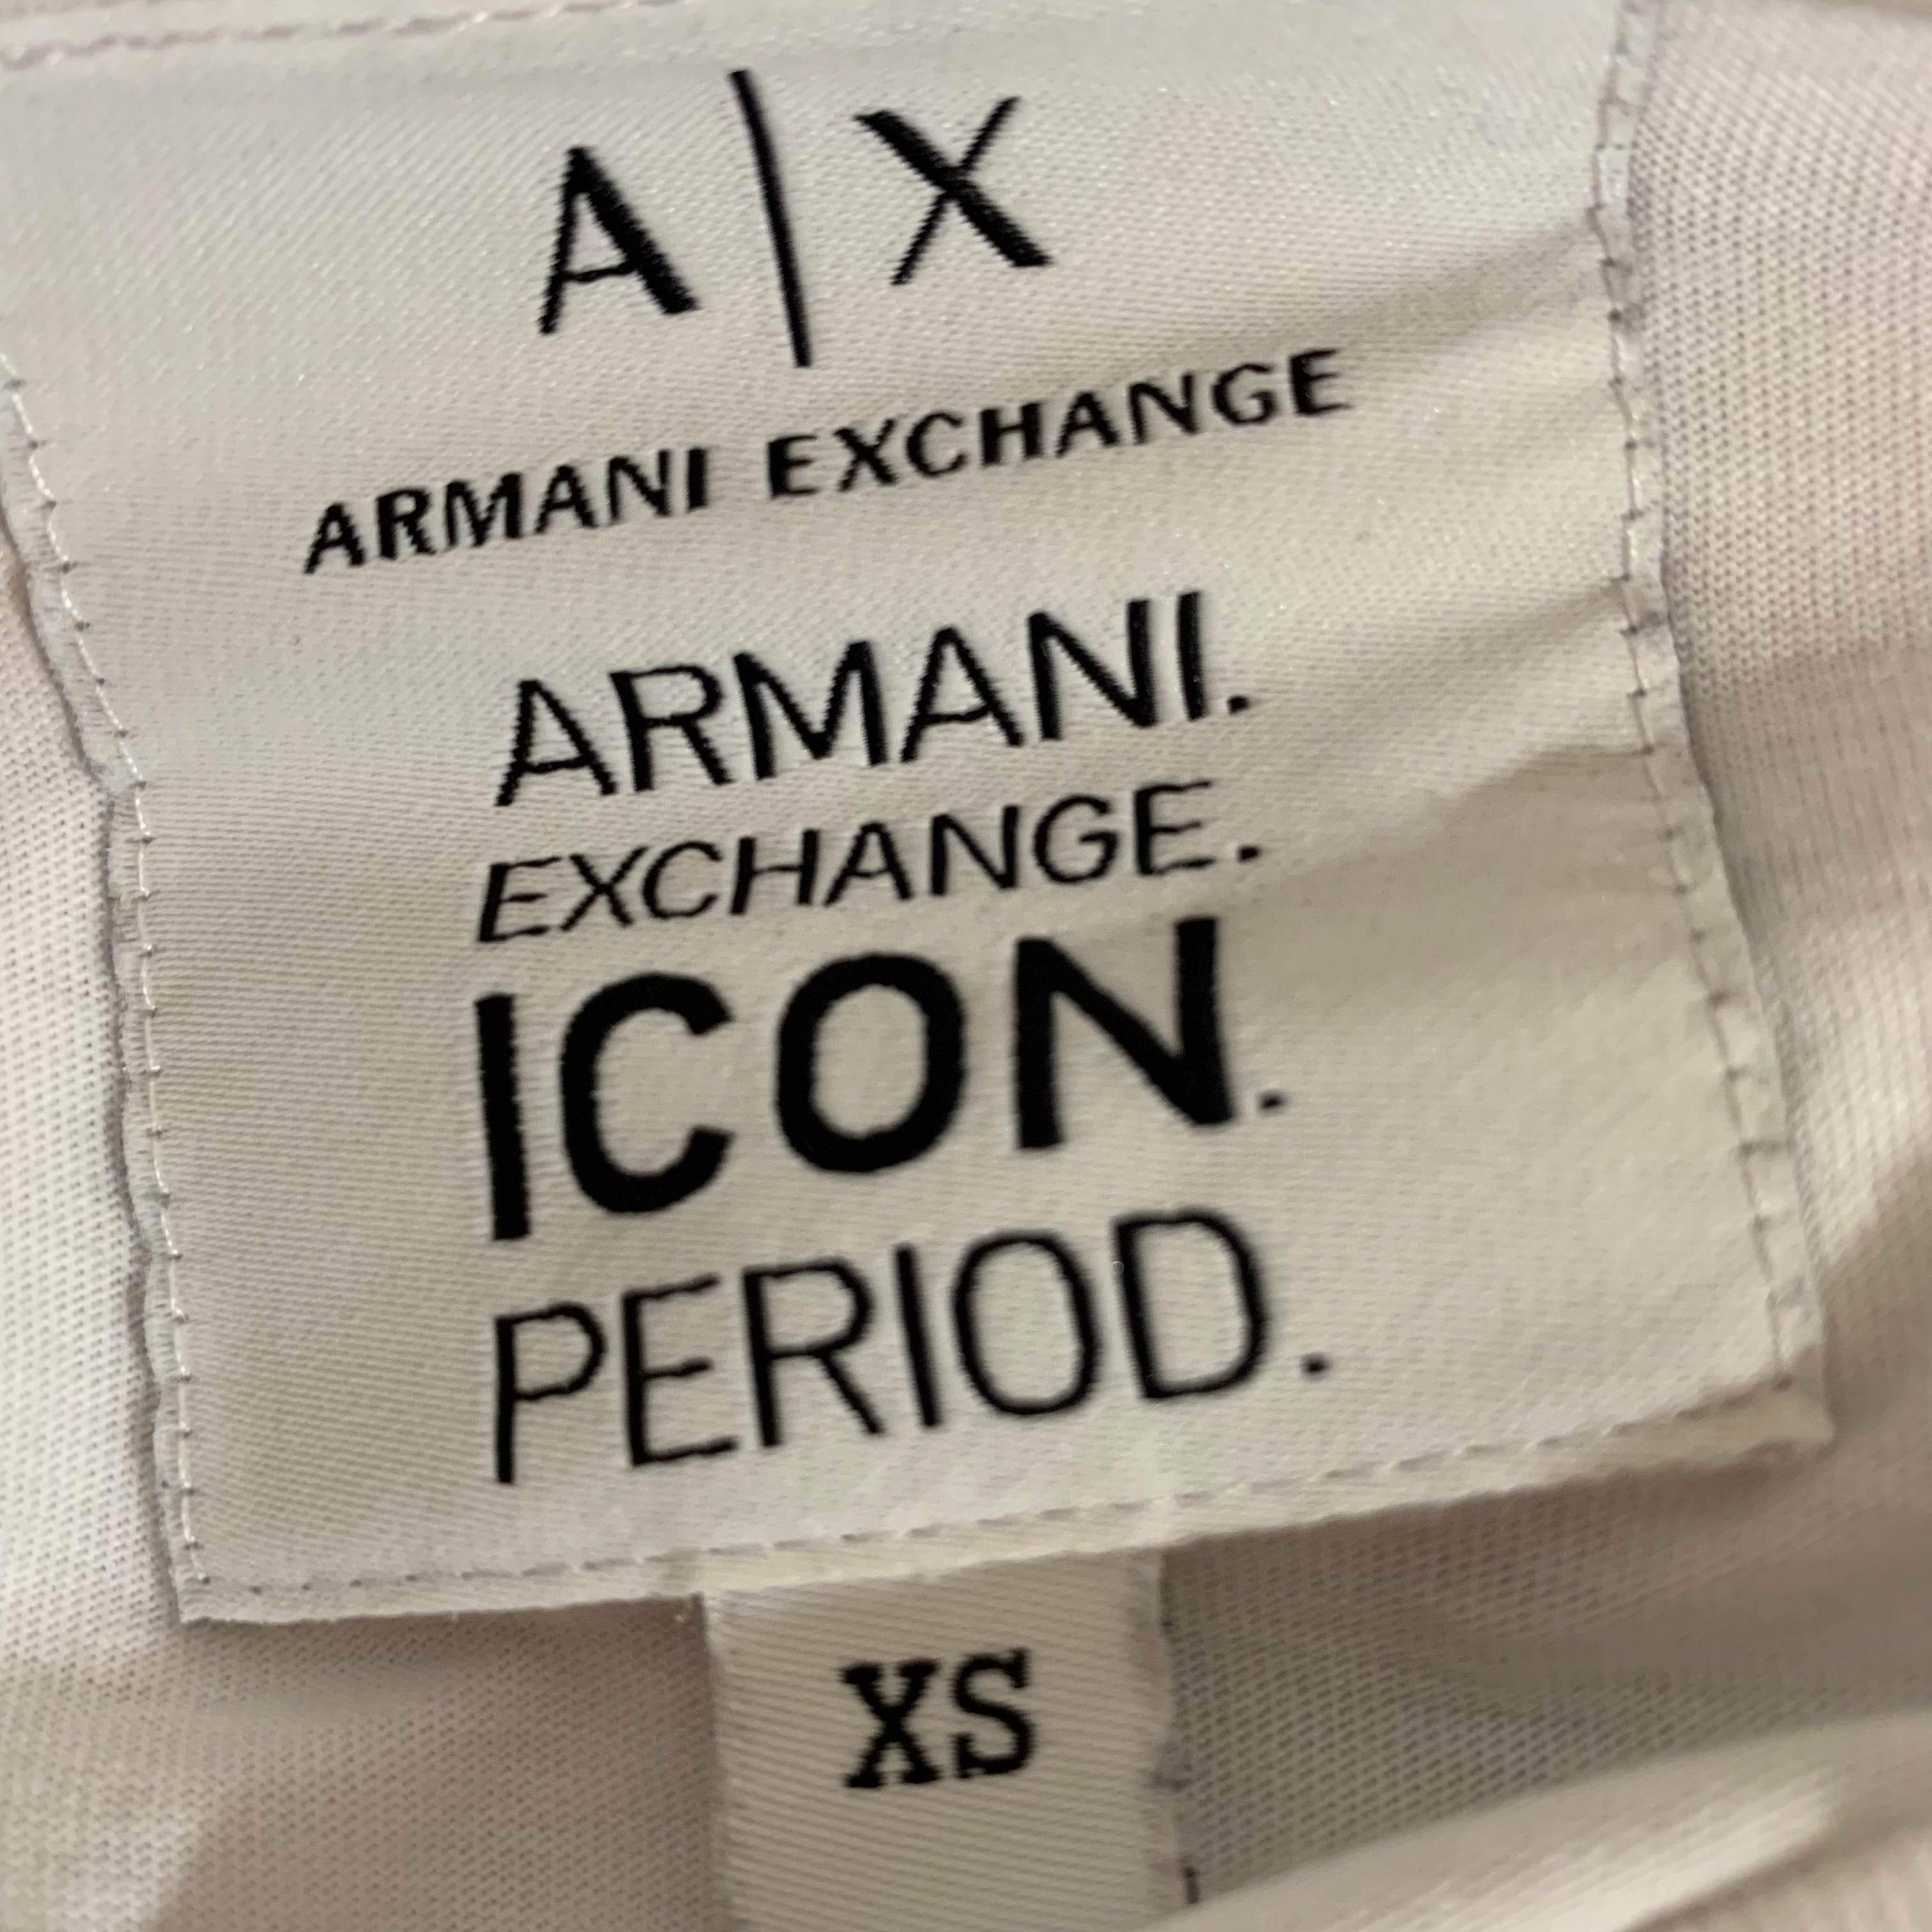 A|X
ARMANI EXCHANGE
ARMANI.
EXCHANGE.
ICON.
PERIOD.
XS